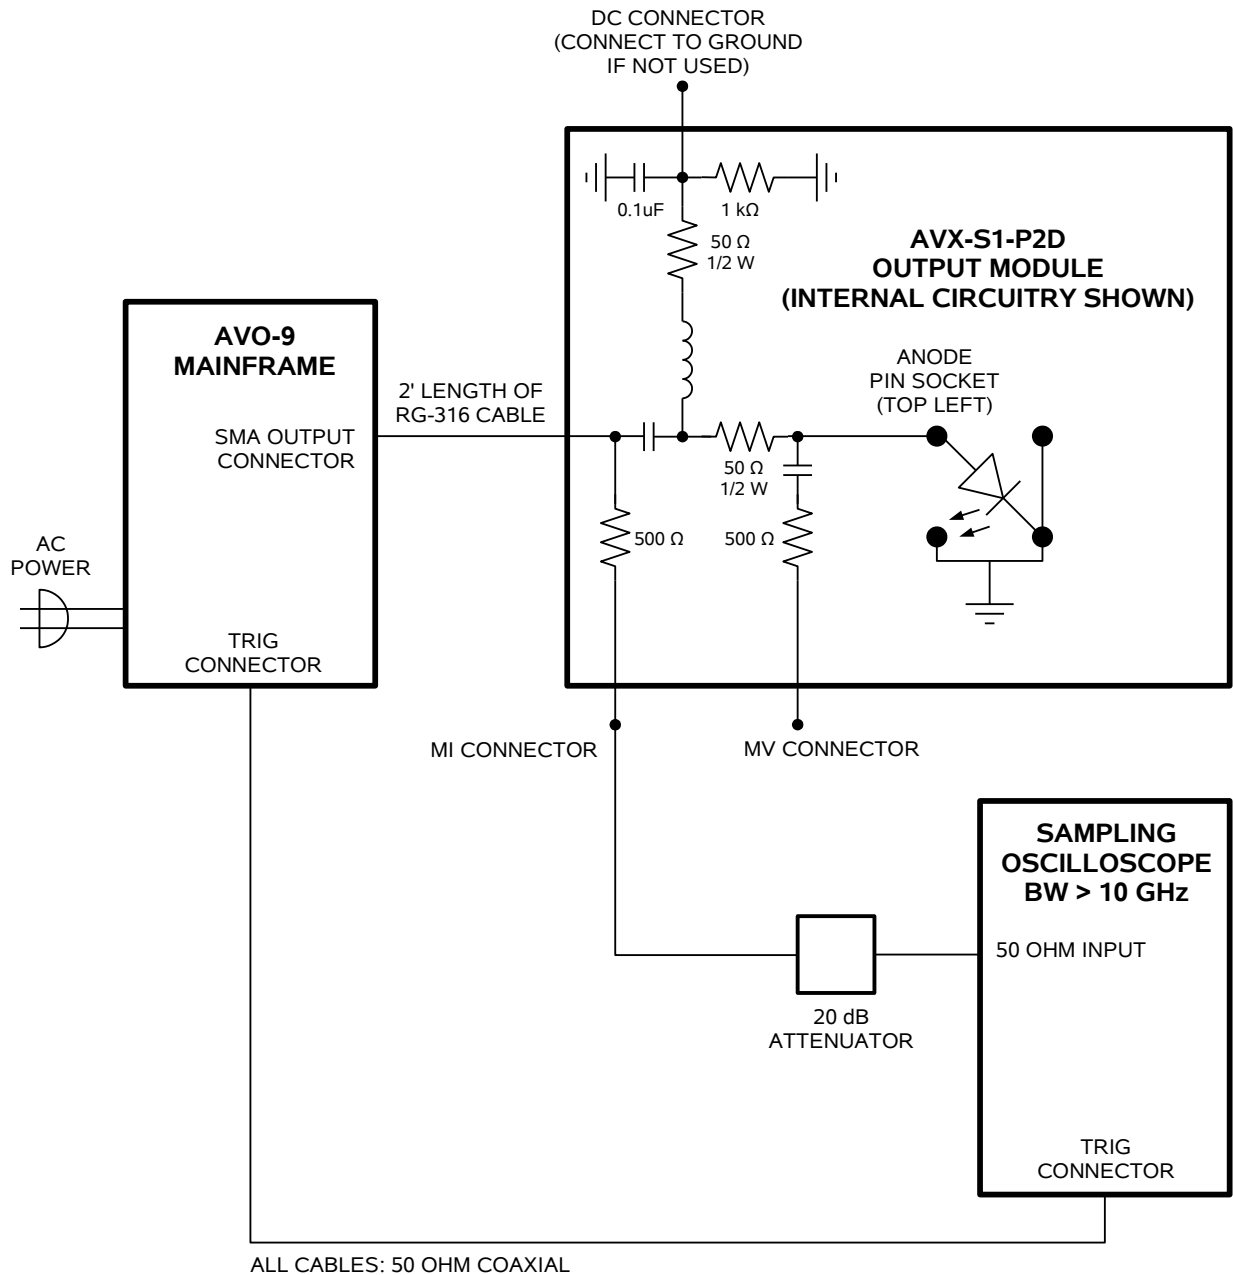 DC CONNECTOR
(CONNECT TO GROUND
IF NOT USED)
0.1uF
1 kΩ
50 Ω
1/2 W
AVX-S1-P2D
OUTPUT MODULE
(INTERNAL CIRCUITRY SHOWN)
AVO-9
MAINFRAME
2' LENGTH OF
RG-316 CABLE
ANODE
PIN SOCKET
(TOP LEFT)
SMA OUTPUT
CONNECTOR
50 Ω
1/2 W
500 Ω
500 Ω
AC
POWER
TRIG
CONNECTOR
MI CONNECTOR
MV CONNECTOR
SAMPLING
OSCILLOSCOPE
BW > 10 GHz
50 OHM INPUT
20 dB
ATTENUATOR
TRIG
CONNECTOR
ALL CABLES: 50 OHM COAXIAL